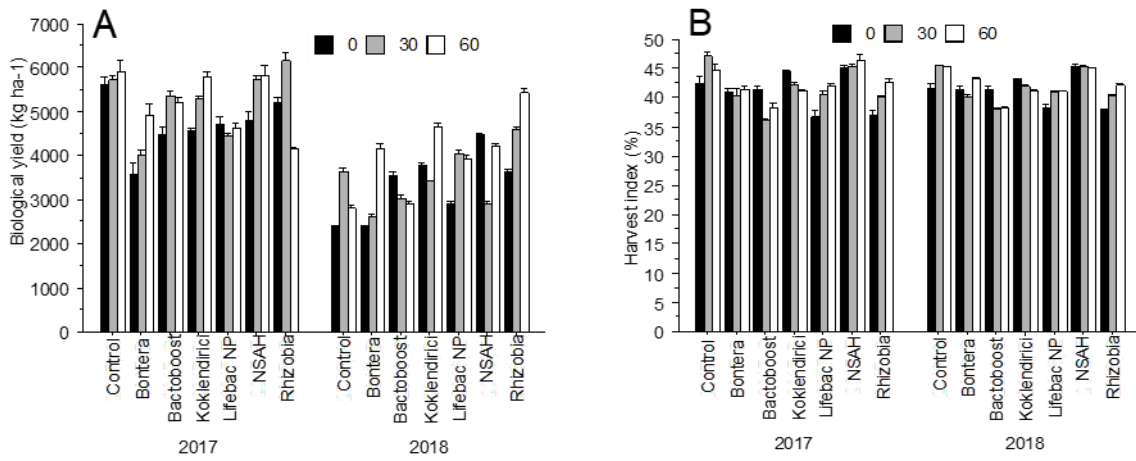 A
0 30 60
7000
6000
5000
4000
3000
2000
1000
0
Biological yield (kg ha-1)
Control
Bontera
Bactoboost
Koklendirici
Lifebac NP
NSAH
Rhizobia
Control
Bontera
Bactoboost
Koklendirici
Lifebac NP
NSAH
Rhizobia
2017 2018
B
0 30 60
50
45
40
35
30
25
20
15
10
5
0
Harvest index (%)
Control
Bontera
Bactoboost
Koklendirici
Lifebac NP
NSAH
Rhizobia
Control
Bontera
Bactoboost
Koklendirici
Lifebac NP
NSAH
Rhizobia
2017 2018